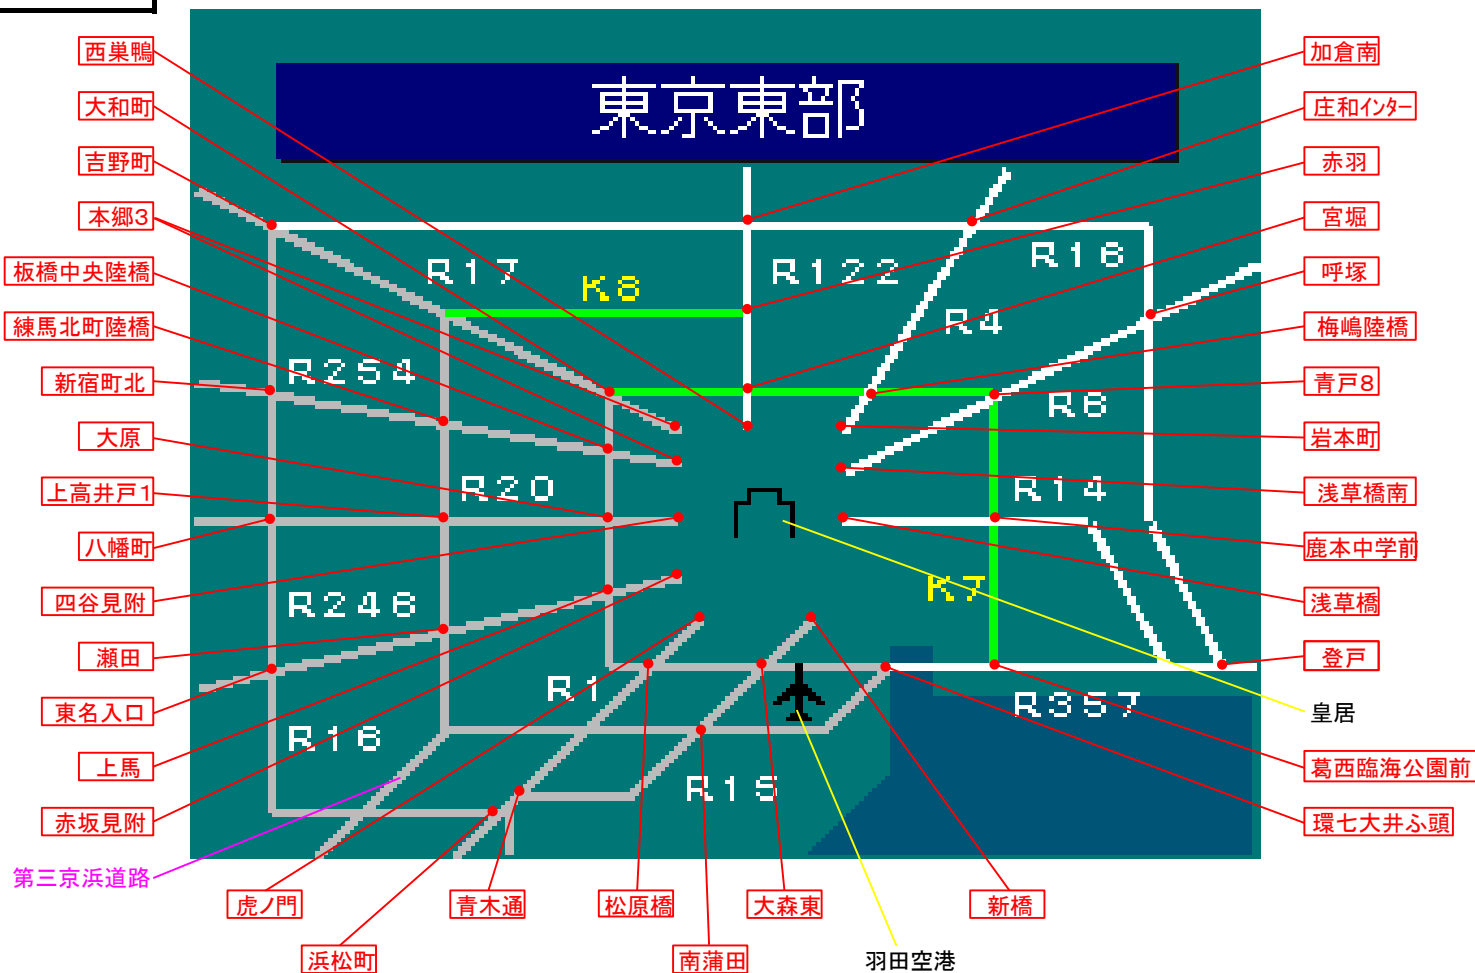 東京東部
西巣鴨
大和町
吉野町
本郷3
板橋中央陸橋
練馬北町陸橋
新宿町北
大原
上高井戸1
八幡町
四谷見附
瀬田
東名入口
上馬
赤坂見附
第三京浜道路
加倉南
庄和インター
赤羽
宮堀
呼塚
梅嶋陸橋
青戸8
岩本町
浅草橋南
鹿本中学前
浅草橋
登戸
皇居
葛西臨海公園前
環七大井ふ頭
R17
K8
R122
R16
R4
R254
R6
R20
R14
R246
K7
R1
R357
R16
R15
虎ノ門
青木通
松原橋
大森東
新橋
浜松町
南蒲田
羽田空港